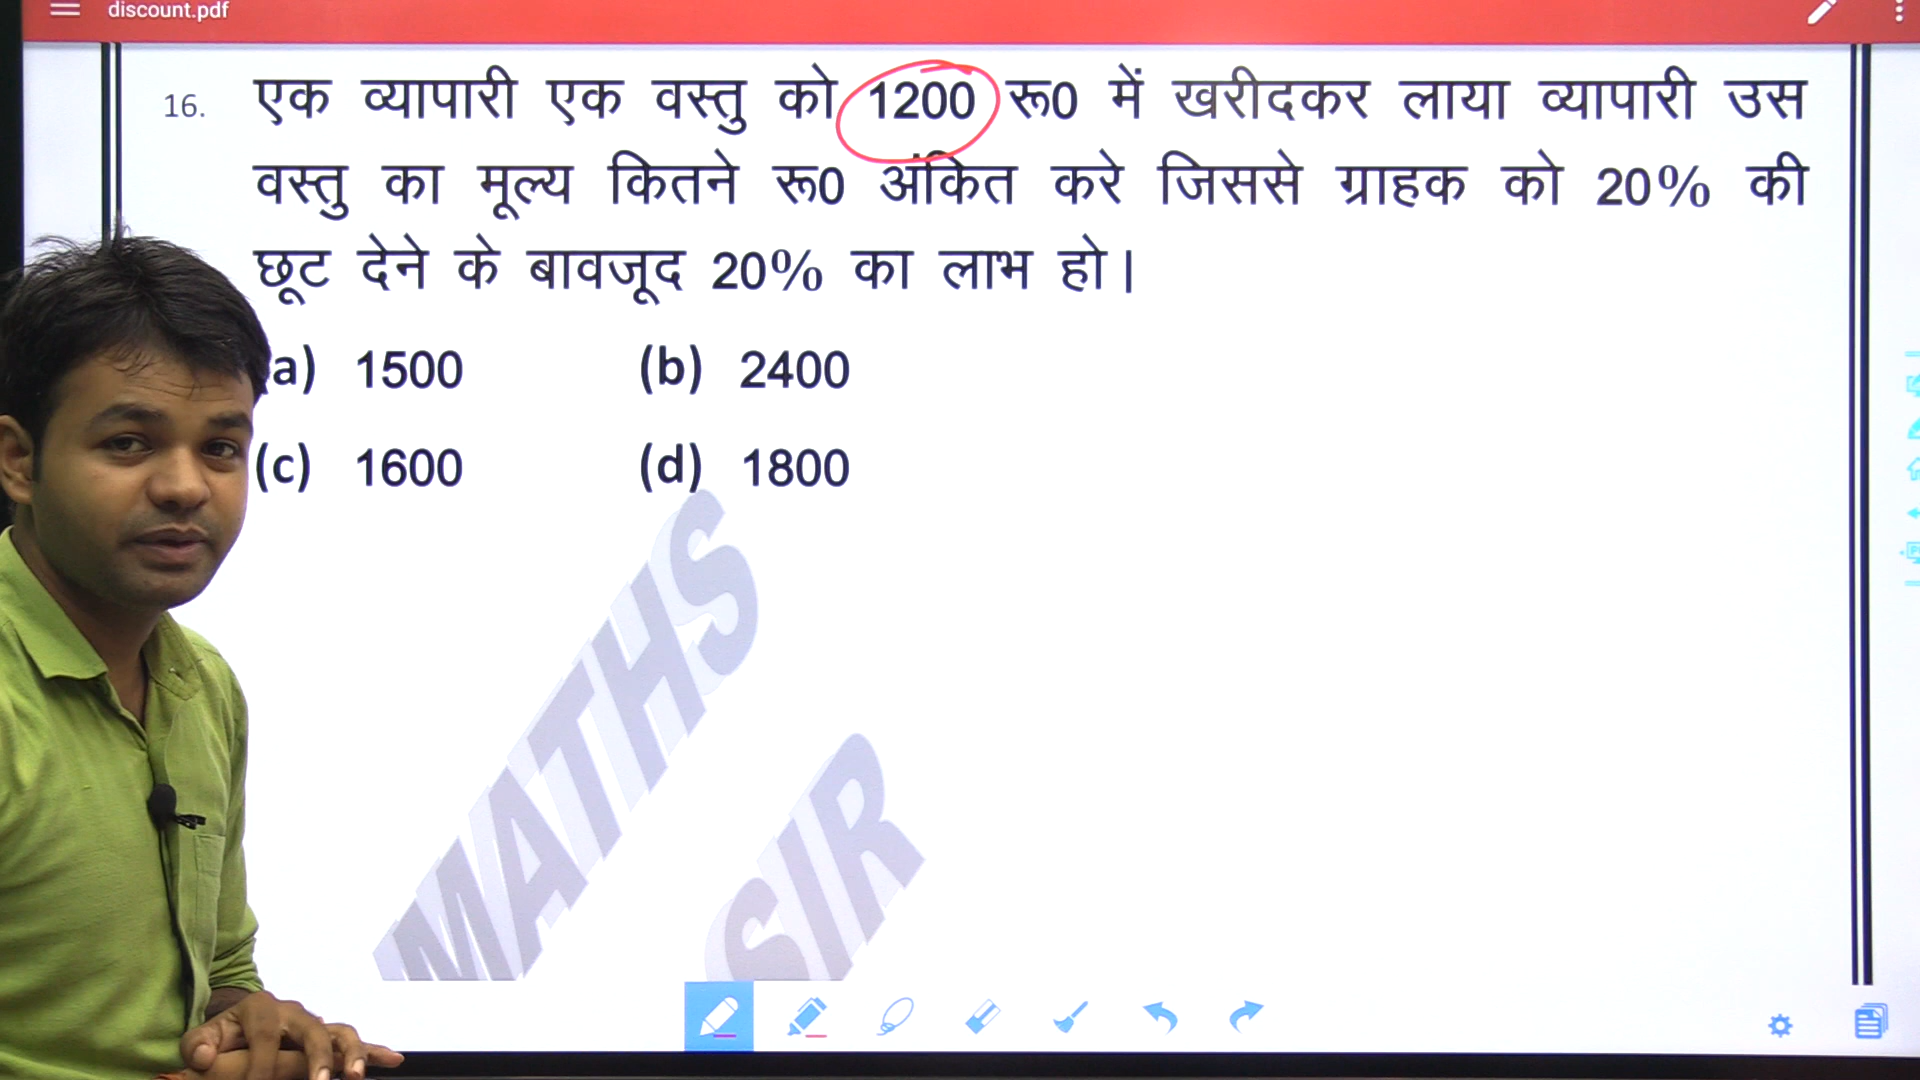 discount.pdf
16. एक व्यापारी एक वस्तु को 1200 रू0 में खरीदकर लाया व्यापारी उस
वस्तु का मूल्य कितने रू0 अंकित करे जिससे ग्राहक को 20% की
छूट देने के बावजूद 20% का लाभ हो।
a) 1500 (b) 2400
(c) 1600 (d) 1800
MATHS
SIR